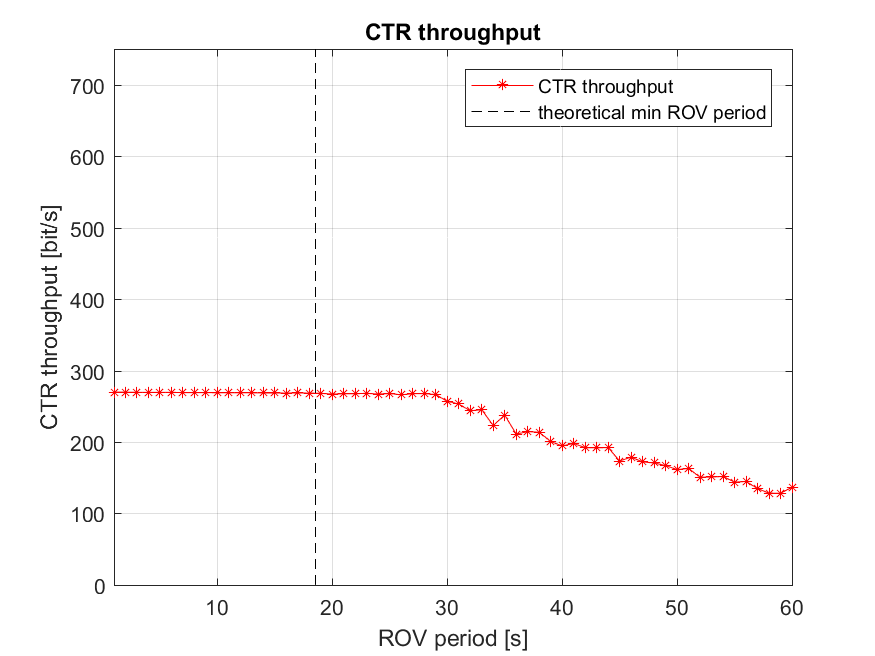 CTR throughput
CTR throughput
theoretical min ROV period
CTR throughput [bit/s]
700
600
500
400
300
200
100
0
10 20 30 40 50 60
ROV period [s]